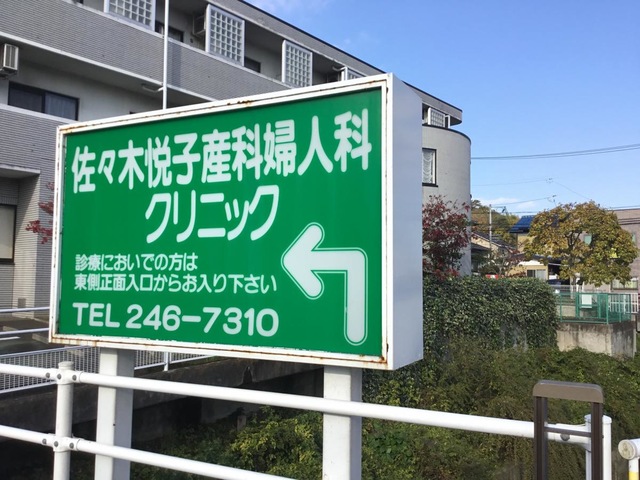 佐々木悦子産科婦人科
クリニック
診療においでの方は
東側正面入口からお入り下さい
TEL 246-7310